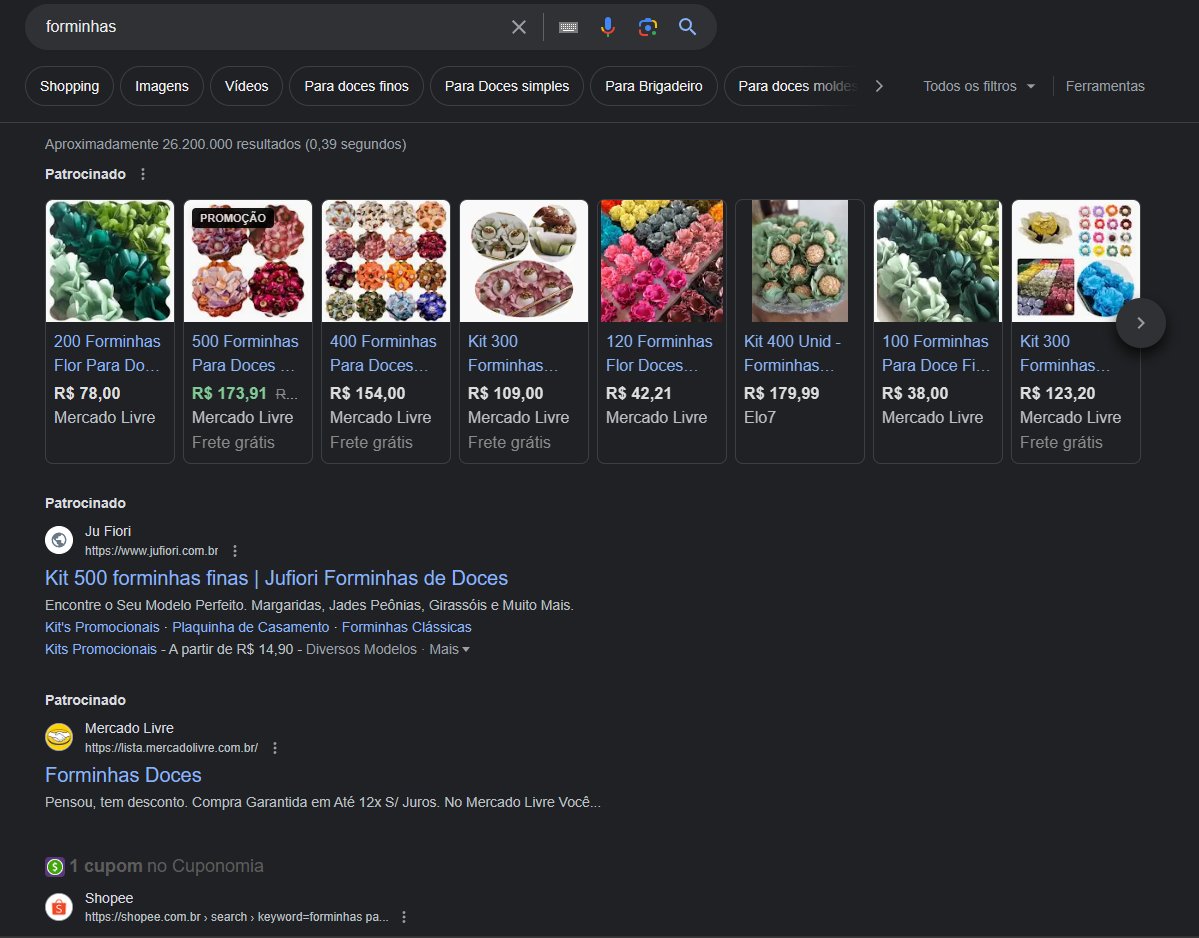 forminhas
Shopping
Imagens
Vídeos
Para doces finos
Para Doces simples
Para Brigadeiro
Para doces moldes
Todos os filtros
Ferramentas
Aproximadamente 26.200.000 resultados (0,39 segundos)
Patrocinado
PROMOÇÃO
200 Forminhas
Flor Para Do...
R$ 78,00
Mercado Livre
500 Forminhas
Para Doces ...
R$ 173,91 R...
Mercado Livre
Frete grátis
400 Forminhas
Para Doces...
R$ 154,00
Mercado Livre
Frete grátis
Kit 300
Forminhas...
R$ 109,00
Mercado Livre
Frete grátis
120 Forminhas
Flor Doces...
R$ 42,21
Mercado Livre
Kit 400 Unid -
Forminhas...
R$ 179,99
Elo7
100 Forminhas
Para Doce Fi...
R$ 38,00
Mercado Livre
Kit 300
Forminhas...
R$ 123,20
Mercado Livre
Frete grátis
Patrocinado
Ju Fiori
https://www.jufiori.com.br
Kit 500 forminhas finas | Jufiori Forminhas de Doces
Encontre o Seu Modelo Perfeito. Margaridas, Jades Peônias, Girassóis e Muito Mais.
Kit's Promocionais · Plaquinha de Casamento · Forminhas Clássicas
Kits Promocionais - A partir de R$ 14,90 - Diversos Modelos · Mais
Patrocinado
Mercado Livre
https://lista.mercadolivre.com.br/
Forminhas Doces
Pensou, tem desconto. Compra Garantida em Até 12x S/ Juros. No Mercado Livre Você...
1 cupom no Cuponomia
Shopee
https://shopee.com.br › search › keyword=forminhas pa...